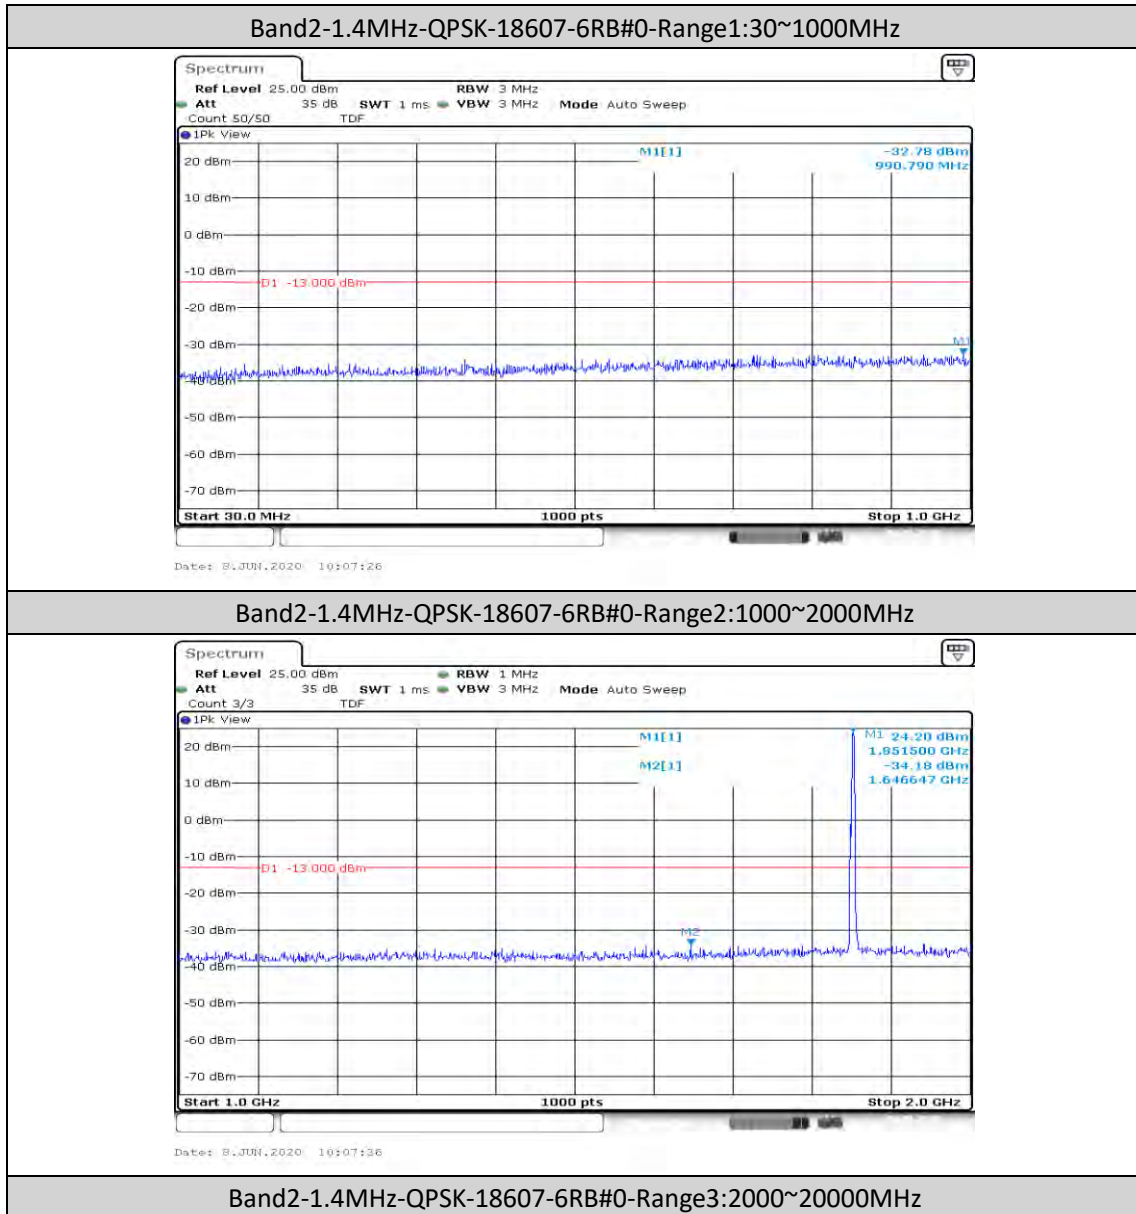 Band2-1.4MHz-QPSK-18607-6RB#0-Range1:30~1000MHz
Spectrum
Ref Level 25.00 dBm RBW 3 MHz
Att 35 dB SWT 1 ms VBW 3 MHz Mode Auto Sweep
Count 50/50 TDF
1Pk View
M1[1] -32.78 dBm
990.790 MHz
20 dBm
10 dBm
0 dBm
-10 dBm
D1 -13.000 dBm
-20 dBm
-30 dBm
M1
-40 dBm
-50 dBm
-60 dBm
-70 dBm
Start 30.0 MHz 1000 pts Stop 1.0 GHz
Date: 8.JUN.2020 10:07:26
Band2-1.4MHz-QPSK-18607-6RB#0-Range2:1000~2000MHz
Spectrum
Ref Level 25.00 dBm RBW 1 MHz
Att 35 dB SWT 1 ms VBW 3 MHz Mode Auto Sweep
Count 3/3 TDF
1Pk View
M1[1] M1 24.20 dBm
1.851500 GHz
20 dBm
M2[1] -34.18 dBm
1.646647 GHz
10 dBm
0 dBm
-10 dBm
D1 -13.000 dBm
-20 dBm
-30 dBm
M2
-40 dBm
-50 dBm
-60 dBm
-70 dBm
Start 1.0 GHz 1000 pts Stop 2.0 GHz
Date: 8.JUN.2020 10:07:36
Band2-1.4MHz-QPSK-18607-6RB#0-Range3:2000~20000MHz